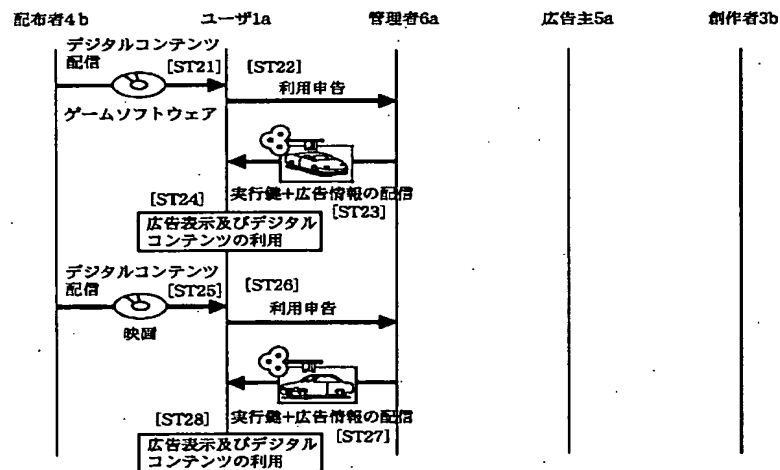 配布者4b ユーザ1a 管理者6a 広告主5a 創作者3b
デジタルコンテンツ
配信
[ST21]
[ST22]
利用申告
ゲームソフトウェア
実行鍵+広告情報の配信
[ST23]
[ST24]
広告表示及びデジタル
コンテンツの利用
デジタルコンテンツ
配信
[ST25]
[ST26]
利用申告
映画
実行鍵+広告情報の配信
[ST27]
[ST28]
広告表示及びデジタル
コンテンツの利用